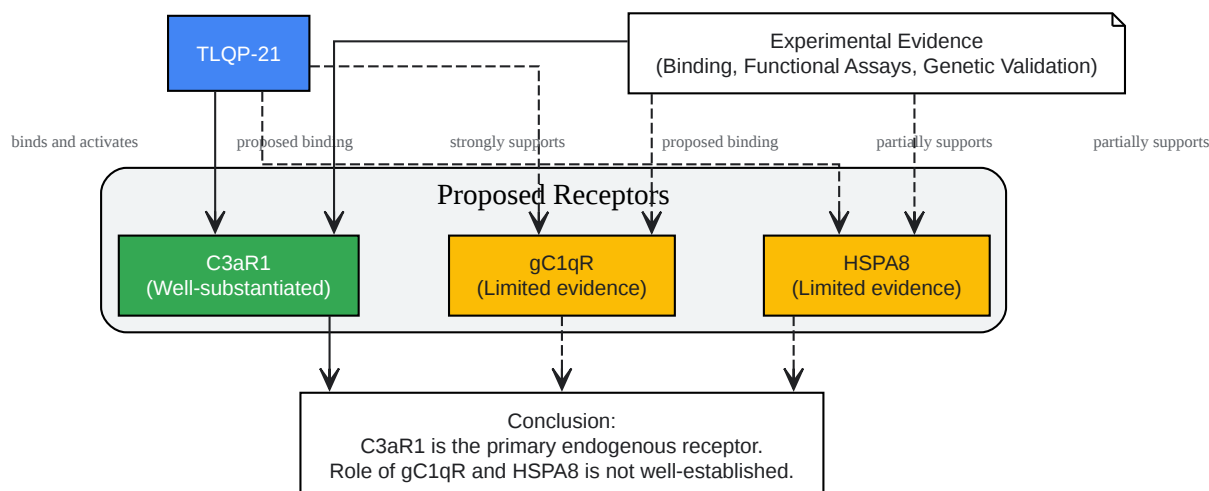 TLQP-21
Experimental Evidence
(Binding, Functional Assays, Genetic Validation)
binds and activates
proposed binding
strongly supports
proposed binding
partially supports
partially supports
Proposed Receptors
C3aR1
(Well-substantiated)
gC1qR
(Limited evidence)
HSPA8
(Limited evidence)
Conclusion:
C3aR1 is the primary endogenous receptor.
Role of gC1qR and HSPA8 is not well-established.